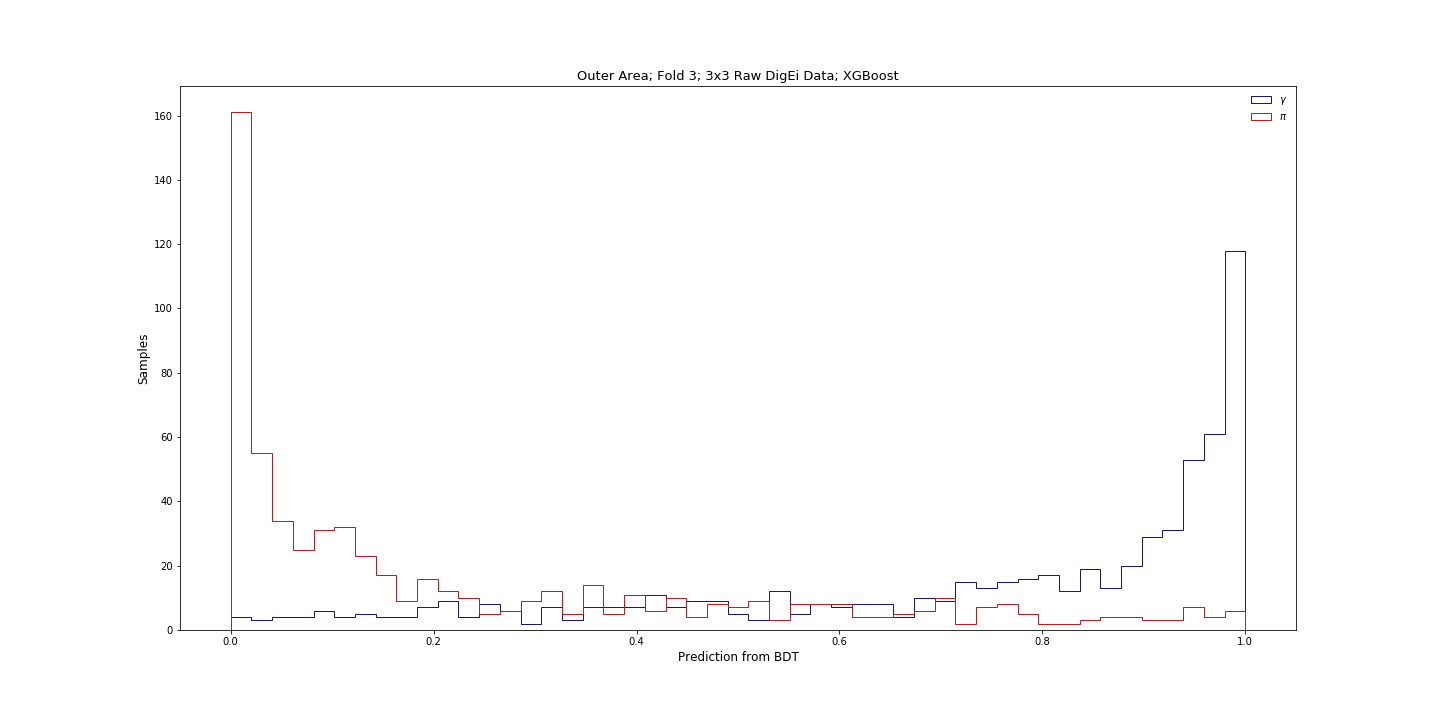 Outer Area; Fold 3; 3x3 Raw DigEi Data; XGBoost
γ
π
160
140
120
100
80
60
40
20
0
Samples
0.0 0.2 0.4 0.6 0.8 1.0
Prediction from BDT